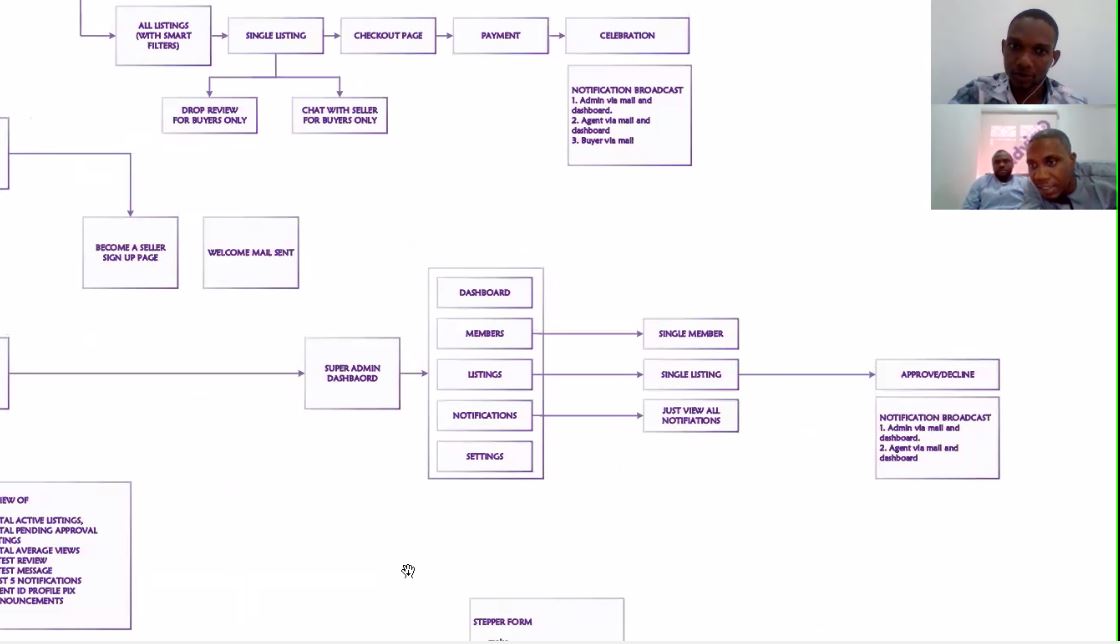 ALL LISTINGS
(WITH SMART
FILTERS)
SINGLE LISTING
CHECKOUT PAGE
PAYMENT
CELEBRATION
DROP REVIEW
FOR BUYERS ONLY
CHAT WITH SELLER
FOR BUYERS ONLY
NOTIFICATION BROADCAST
1. Admin via mail and
dashboard.
2. Agent via mail and
dashboard
3. Buyer via mail
BECOME A SELLER
SIGN UP PAGE
WELCOME MAIL SENT
SUPER ADMIN
DASHBAORD
DASHBOARD
MEMBERS
LISTINGS
NOTIFICATIONS
SETTINGS
SINGLE MEMBER
SINGLE LISTING
JUST VIEW ALL
NOTIFIATIONS
APPROVE/DECLINE
NOTIFICATION BROADCAST
1. Admin via mail and
dashboard.
2. Agent via mail and
dashboard
IEW OF
TAL ACTIVE LISTINGS,
TAL PENDING APPROVAL
TINGS
TAL AVERAGE VIEWS
TEST REVIEW
TEST MESSAGE
ST 5 NOTIFICATIONS
ENT ID PROFILE PIX
NOUNCEMENTS
STEPPER FORM